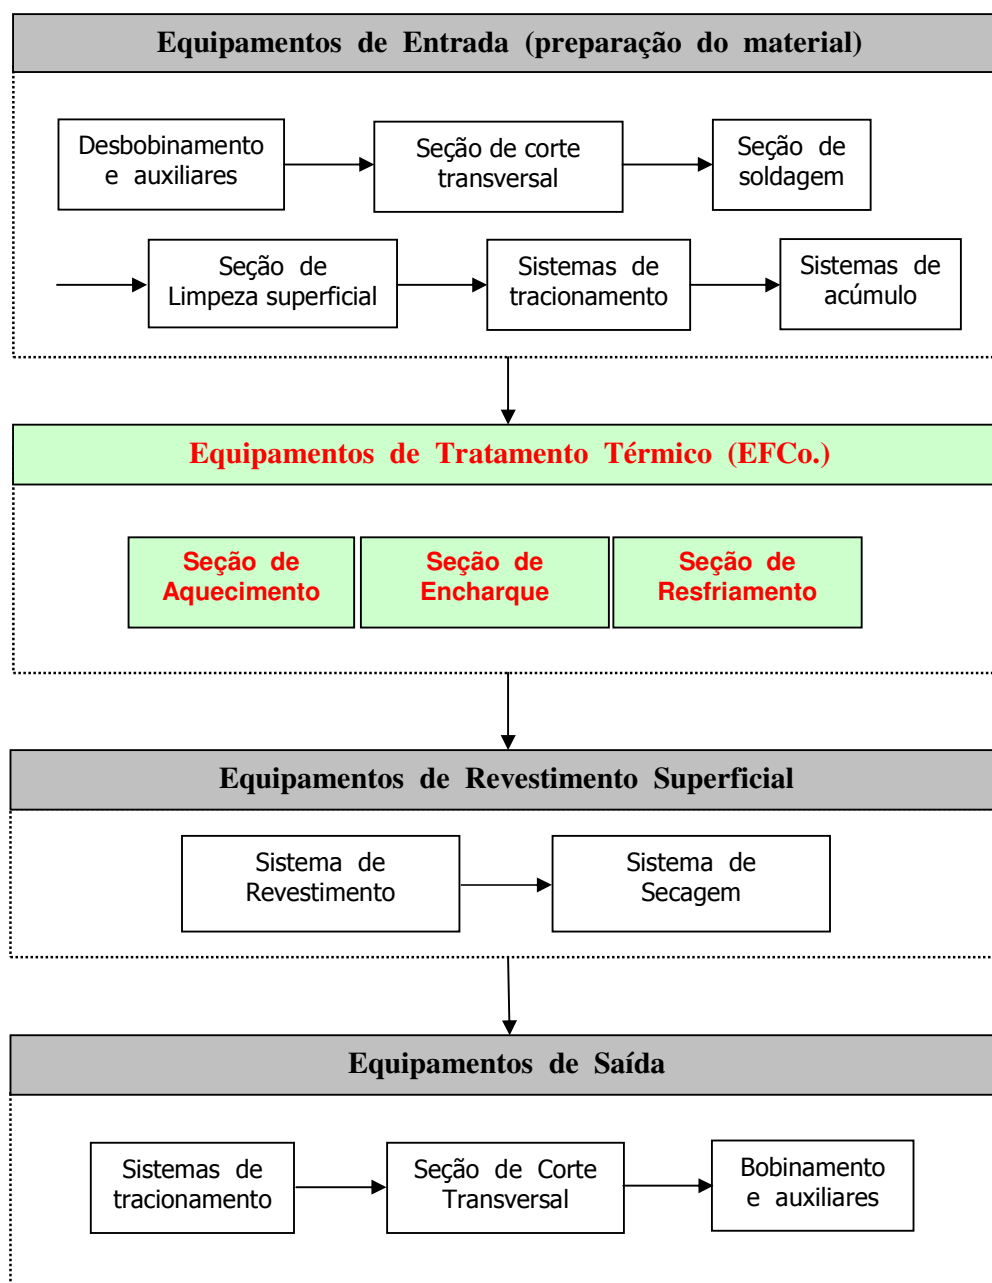 Equipamentos de Entrada (preparação do material)
Desbobinamento
e auxiliares
Seção de corte
transversal
Seção de
soldagem
Seção de
Limpeza superficial
Sistemas de
tracionamento
Sistemas de
acúmulo
Equipamentos de Tratamento Térmico (EFCo.)
Seção de
Aquecimento
Seção de
Encharque
Seção de
Resfriamento
Equipamentos de Revestimento Superficial
Sistema de
Revestimento
Sistema de
Secagem
Equipamentos de Saída
Sistemas de
tracionamento
Seção de Corte
Transversal
Bobinamento
e auxiliares